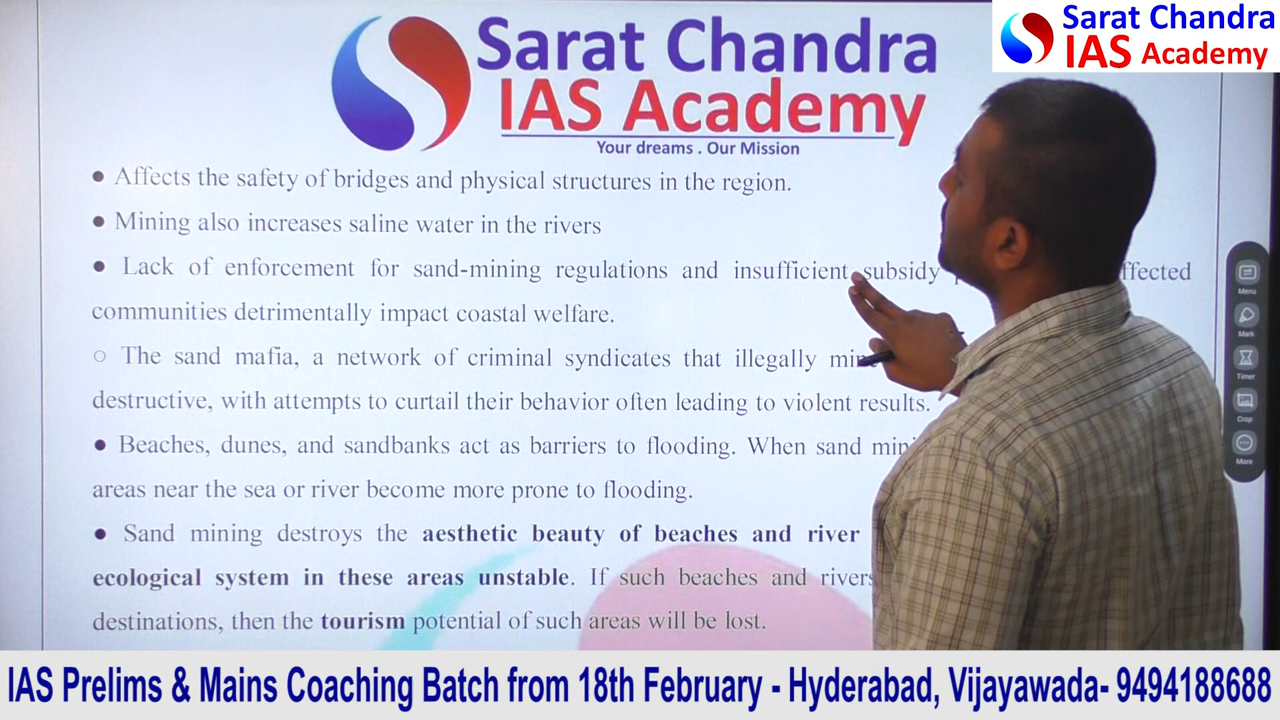 Sarat Chandra
IAS Academy
Your dreams . Our Mission
Sarat Chandra
IAS Academy
● Affects the safety of bridges and physical structures in the region.
● Mining also increases saline water in the rivers
● Lack of enforcement for sand-mining regulations and insufficient subsidy
communities detrimentally impact coastal welfare.
○ The sand mafia, a network of criminal syndicates that illegally
destructive, with attempts to curtail their behavior often leading to violent results.
● Beaches, dunes, and sandbanks act as barriers to flooding. When sand
areas near the sea or river become more prone to flooding.
● Sand mining destroys the aesthetic beauty of beaches and river
ecological system in these areas unstable. If such beaches and rivers
destinations, then the tourism potential of such areas will be lost.
Menu
Mark
Timer
Crop
More
IAS Prelims & Mains Coaching Batch from 18th February - Hyderabad, Vijayawada- 9494188688